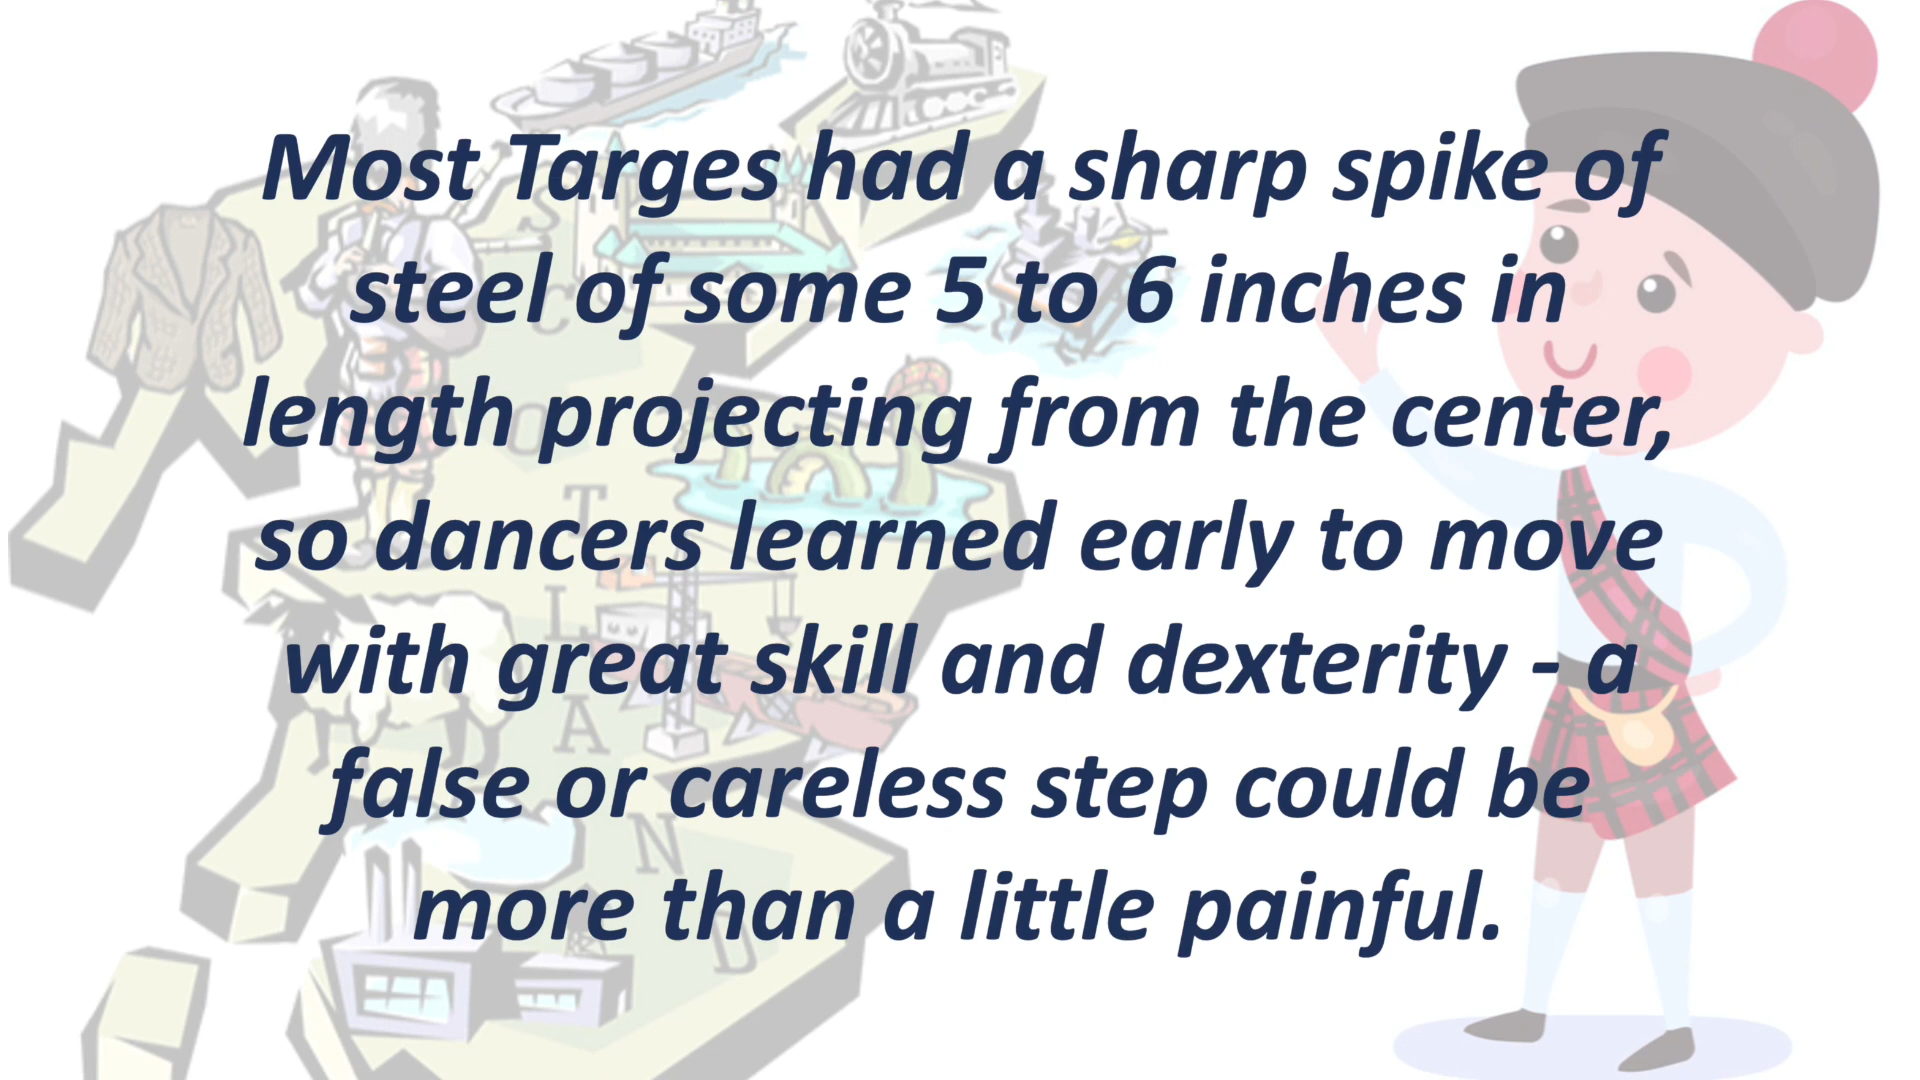 Most Targes had a sharp spike of
steel of some 5 to 6 inches in
length projecting from the center,
so dancers learned early to move
with great skill and dexterity - a
false or careless step could be
more than a little painful.
S
C
O
T
L
A
N
D